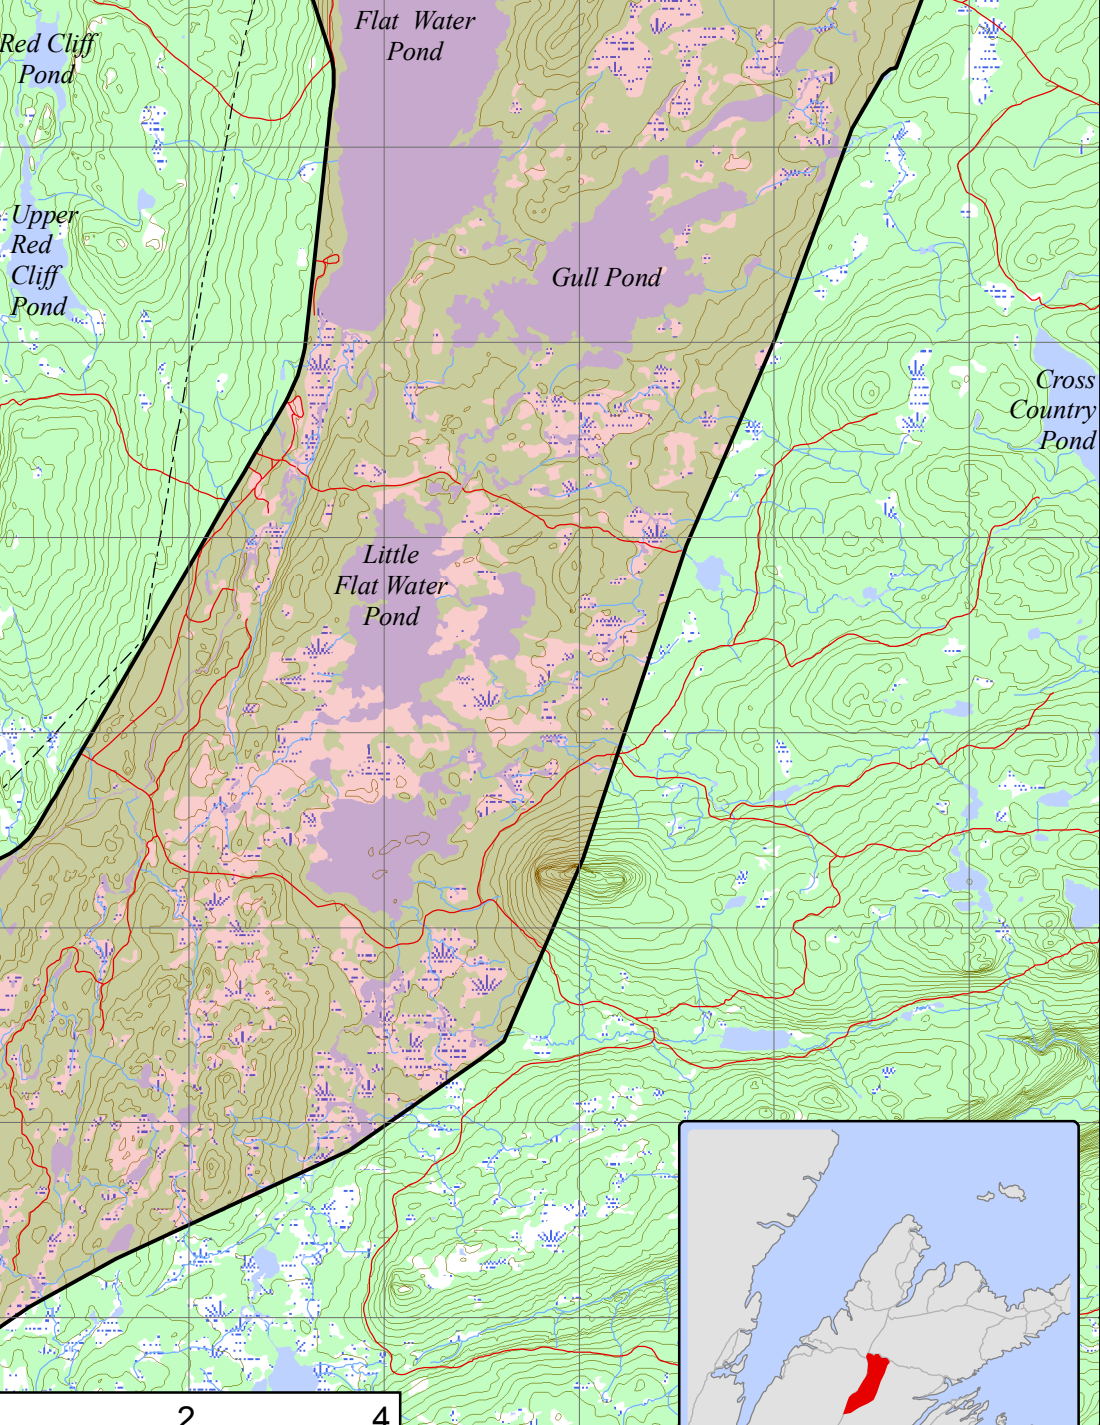 Flat Water
Pond
Red Cliff
Pond
Upper
Red
Cliff
Pond
Gull Pond
Cross
Country
Pond
Little
Flat Water
Pond
2 4